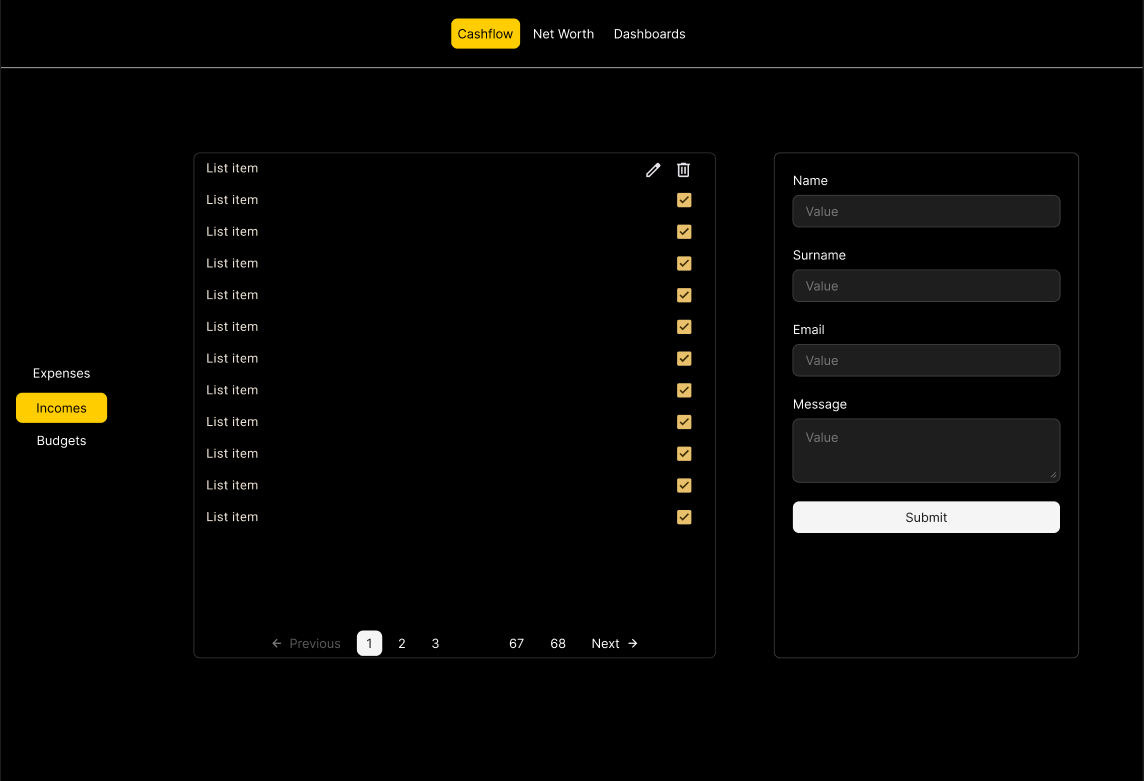 Cashflow Net Worth Dashboards
Expenses
Incomes
Budgets
List item
List item
List item
List item
List item
List item
List item
List item
List item
List item
List item
List item
Previous 1 2 3 67 68 Next
Name
Value
Surname
Value
Email
Value
Message
Value
Submit